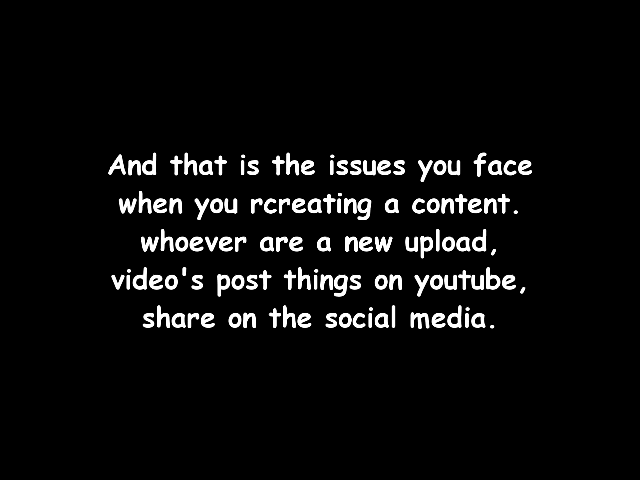 And that is the issues you face
when you rcreating a content.
whoever are a new upload,
video's post things on youtube,
share on the social media.